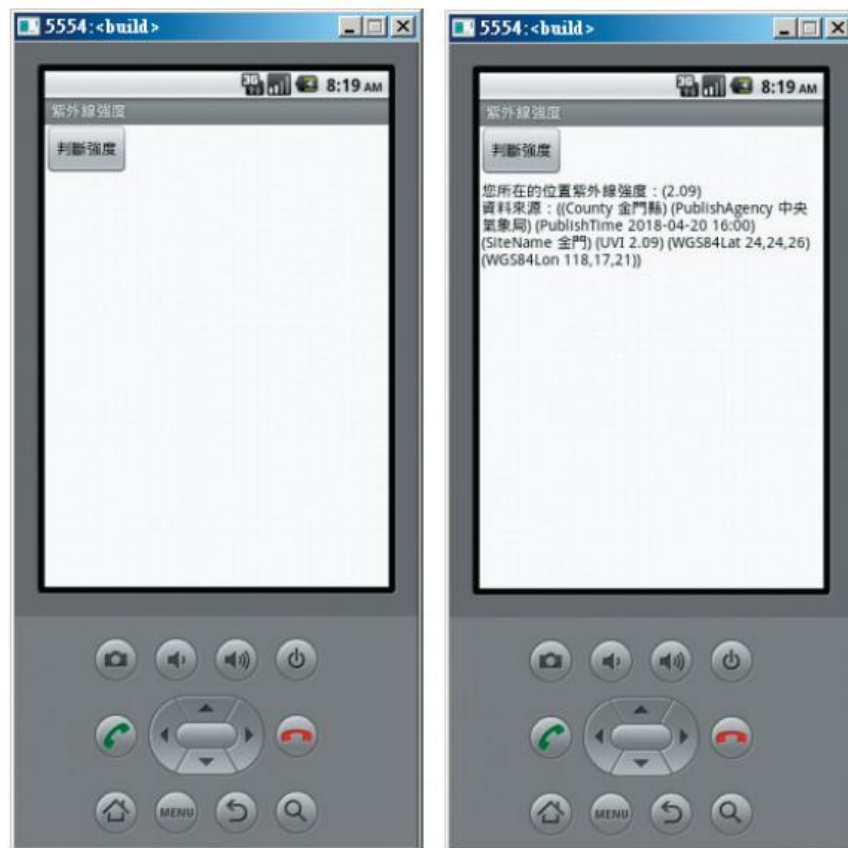 5554:<build>
3G
8:19 AM
紫外線強度
判斷強度
MENU
5554:<build>
3G
8:19 AM
紫外線強度
判斷強度
您所在的位置紫外線強度：(2.09)
資料來源：((County 金門縣) (PublishAgency 中央
氣象局) (PublishTime 2018-04-20 16:00)
(SiteName 金門) (UVI 2.09) (WGS84Lat 24,24,26)
(WGS84Lon 118,17,21))
MENU